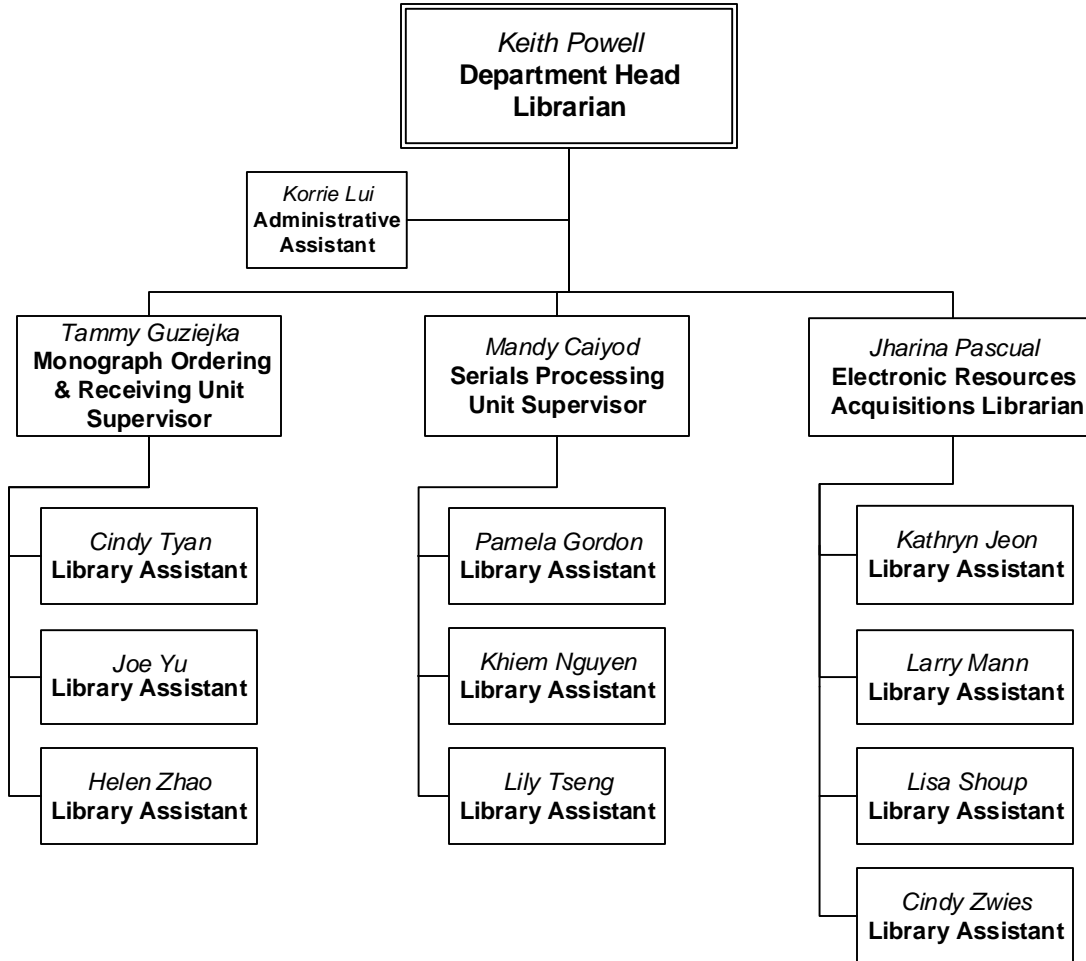 Keith Powell
Department Head
Librarian
Korrie Lui
Administrative
Assistant
Tammy Guziejka
Monograph Ordering
& Receiving Unit
Supervisor
Mandy Caiyod
Serials Processing
Unit Supervisor
Jharina Pascual
Electronic Resources
Acquisitions Librarian
Cindy Tyan
Library Assistant
Joe Yu
Library Assistant
Helen Zhao
Library Assistant
Pamela Gordon
Library Assistant
Khiem Nguyen
Library Assistant
Lily Tseng
Library Assistant
Kathryn Jeon
Library Assistant
Larry Mann
Library Assistant
Lisa Shoup
Library Assistant
Cindy Zwies
Library Assistant